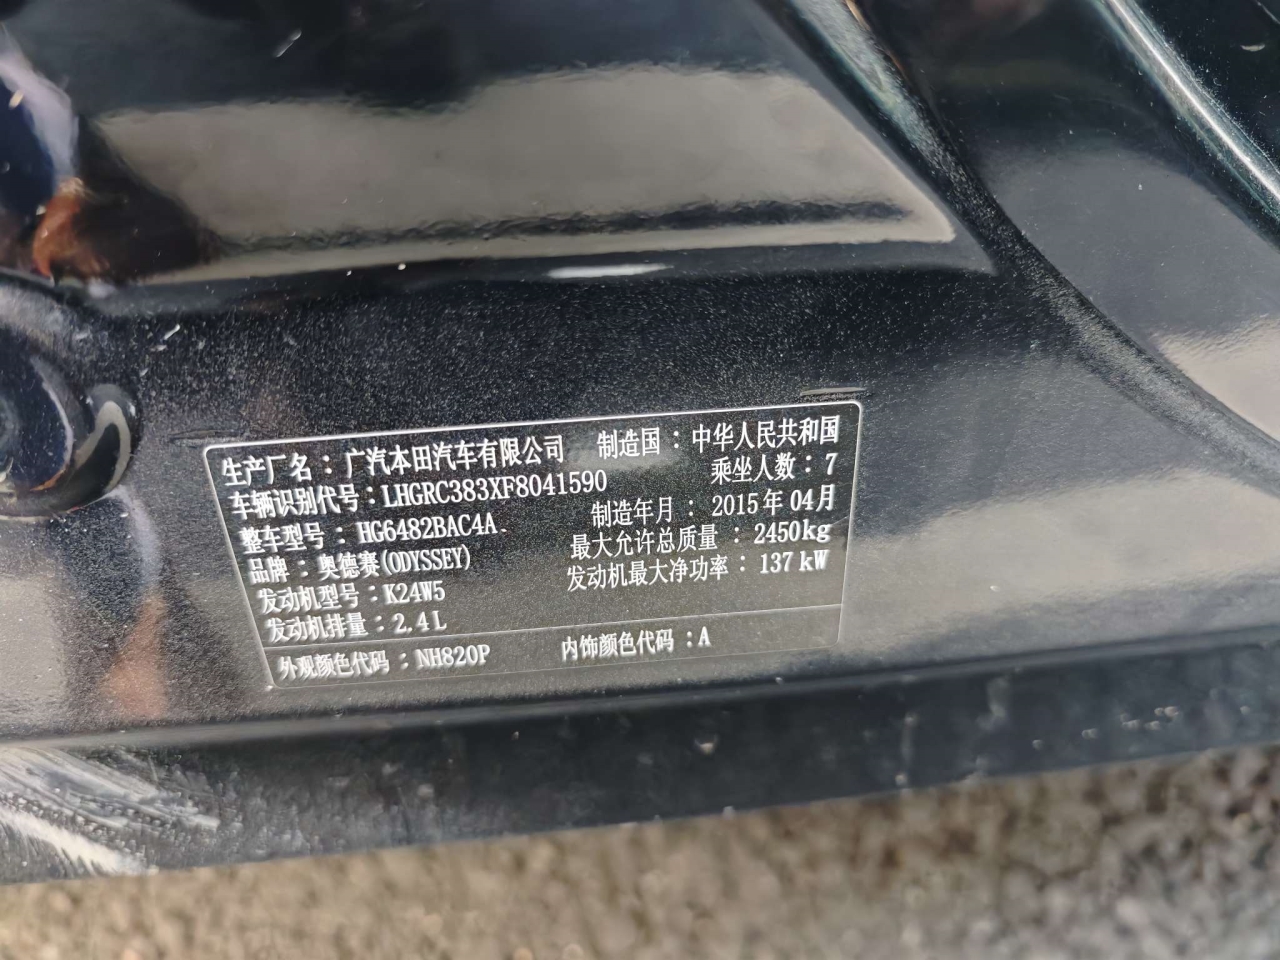 生产厂名：广汽本田汽车有限公司 制造国：中华人民共和国
车辆识别代号：LHGRC383XF8041590 乘坐人数：7
整车型号：HG6482BAC4A 制造年月：2015年04月
品牌：奥德赛(ODYSSEY) 最大允许总质量：2450kg
发动机型号：K24W5 发动机最大净功率：137kW
发动机排量：2.4L
外观颜色代码：NH820P 内饰颜色代码：A